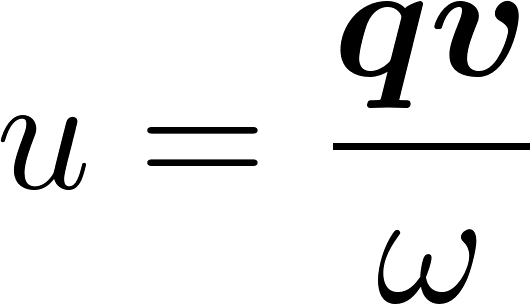 u = qv / ω